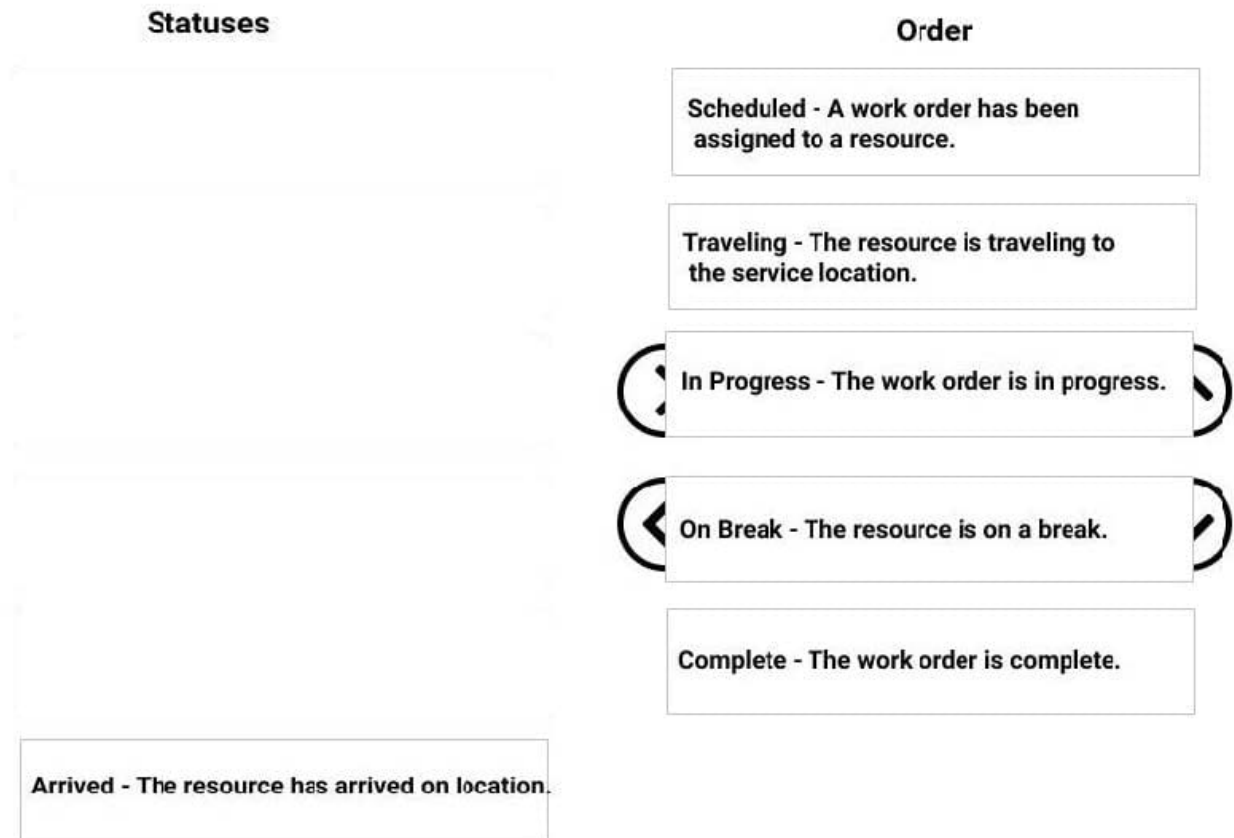 Statuses
Order
Scheduled - A work order has been
assigned to a resource.
Traveling - The resource is traveling to
the service location.
In Progress - The work order is in progress.
On Break - The resource is on a break.
Complete - The work order is complete.
Arrived - The resource has arrived on location.